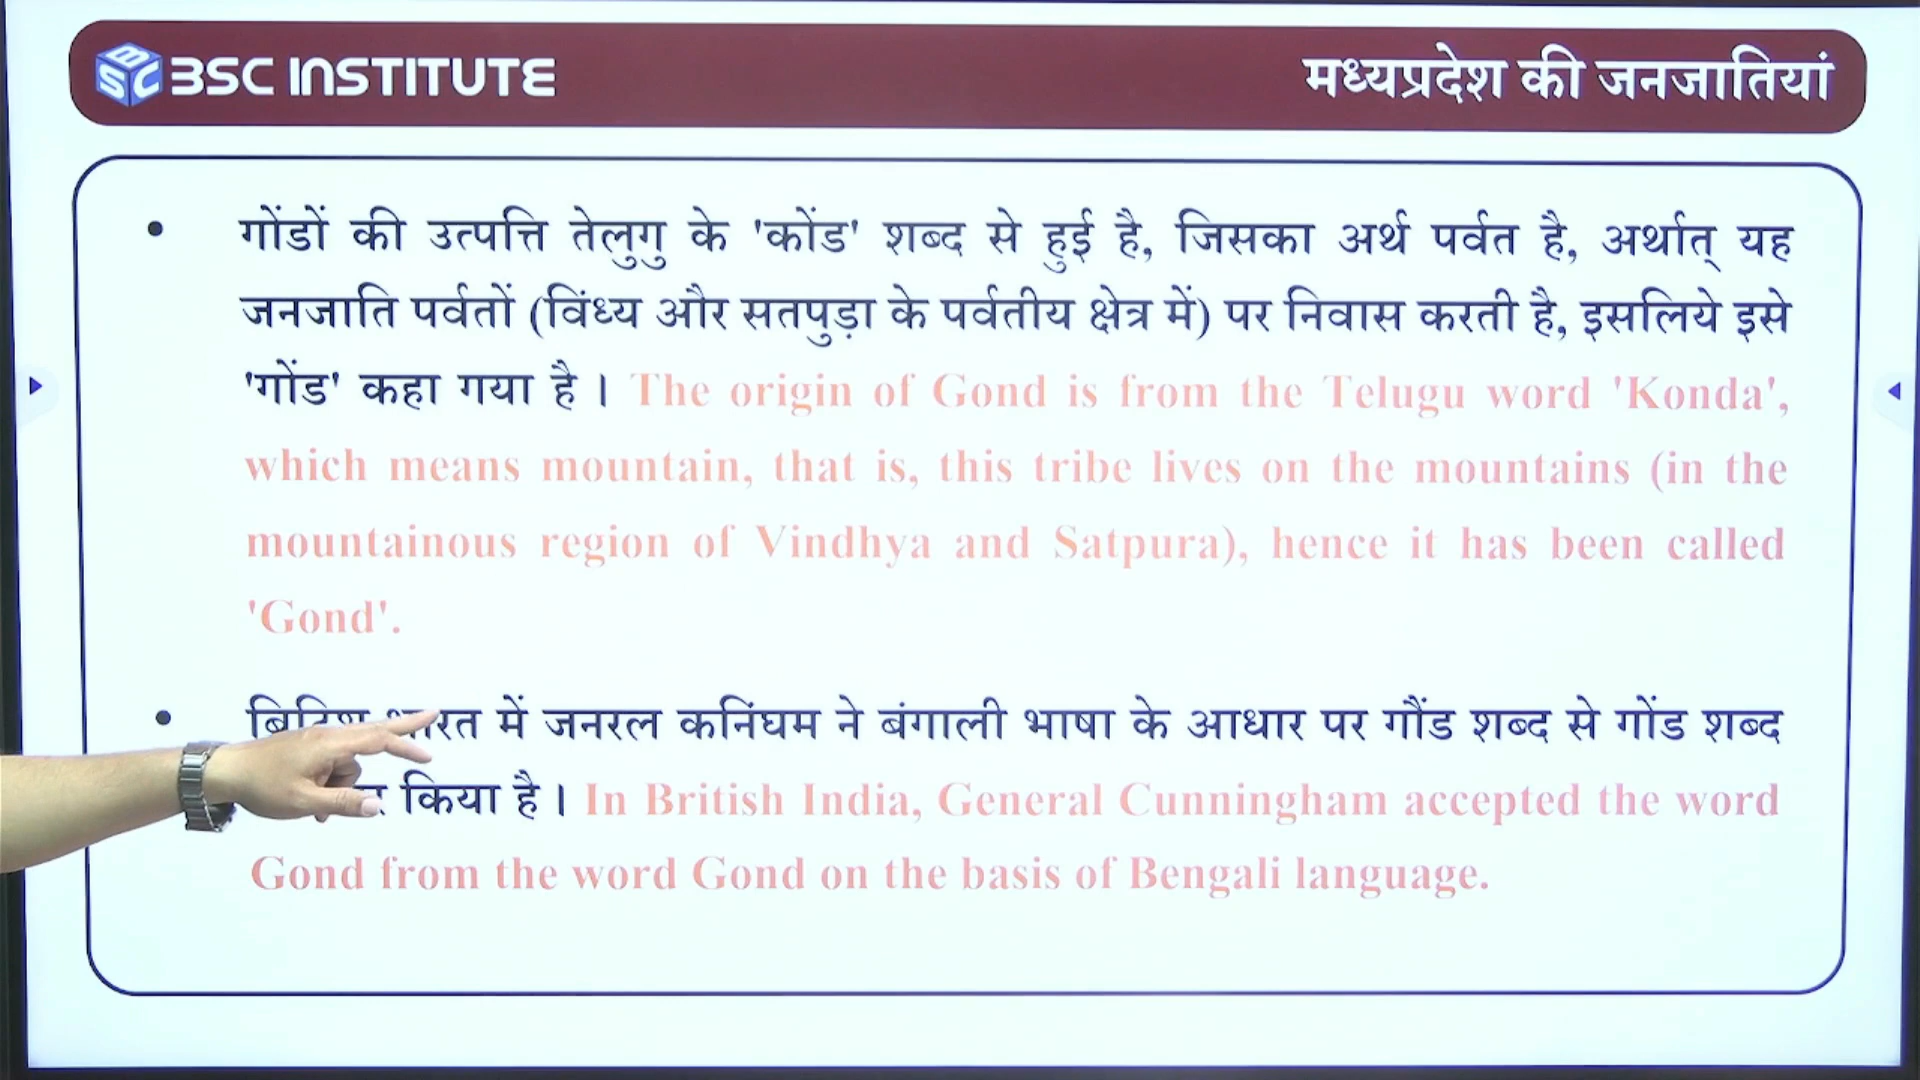 BSC INSTITUTE
मध्यप्रदेश की जनजातियां
• गोंडों की उत्पत्ति तेलुगु के 'कोंड' शब्द से हुई है, जिसका अर्थ पर्वत है, अर्थात् यह
जनजाति पर्वतों (विंध्य और सतपुड़ा के पर्वतीय क्षेत्र में) पर निवास करती है, इसलिये इसे
'गोंड' कहा गया है । The origin of Gond is from the Telugu word 'Konda',
which means mountain, that is, this tribe lives on the mountains (in the
mountainous region of Vindhya and Satpura), hence it has been called
'Gond'.
• ब्रिटिश भारत में जनरल कनिंघम ने बंगाली भाषा के आधार पर गौंड शब्द से गोंड शब्द
किया है । In British India, General Cunningham accepted the word
Gond from the word Gond on the basis of Bengali language.